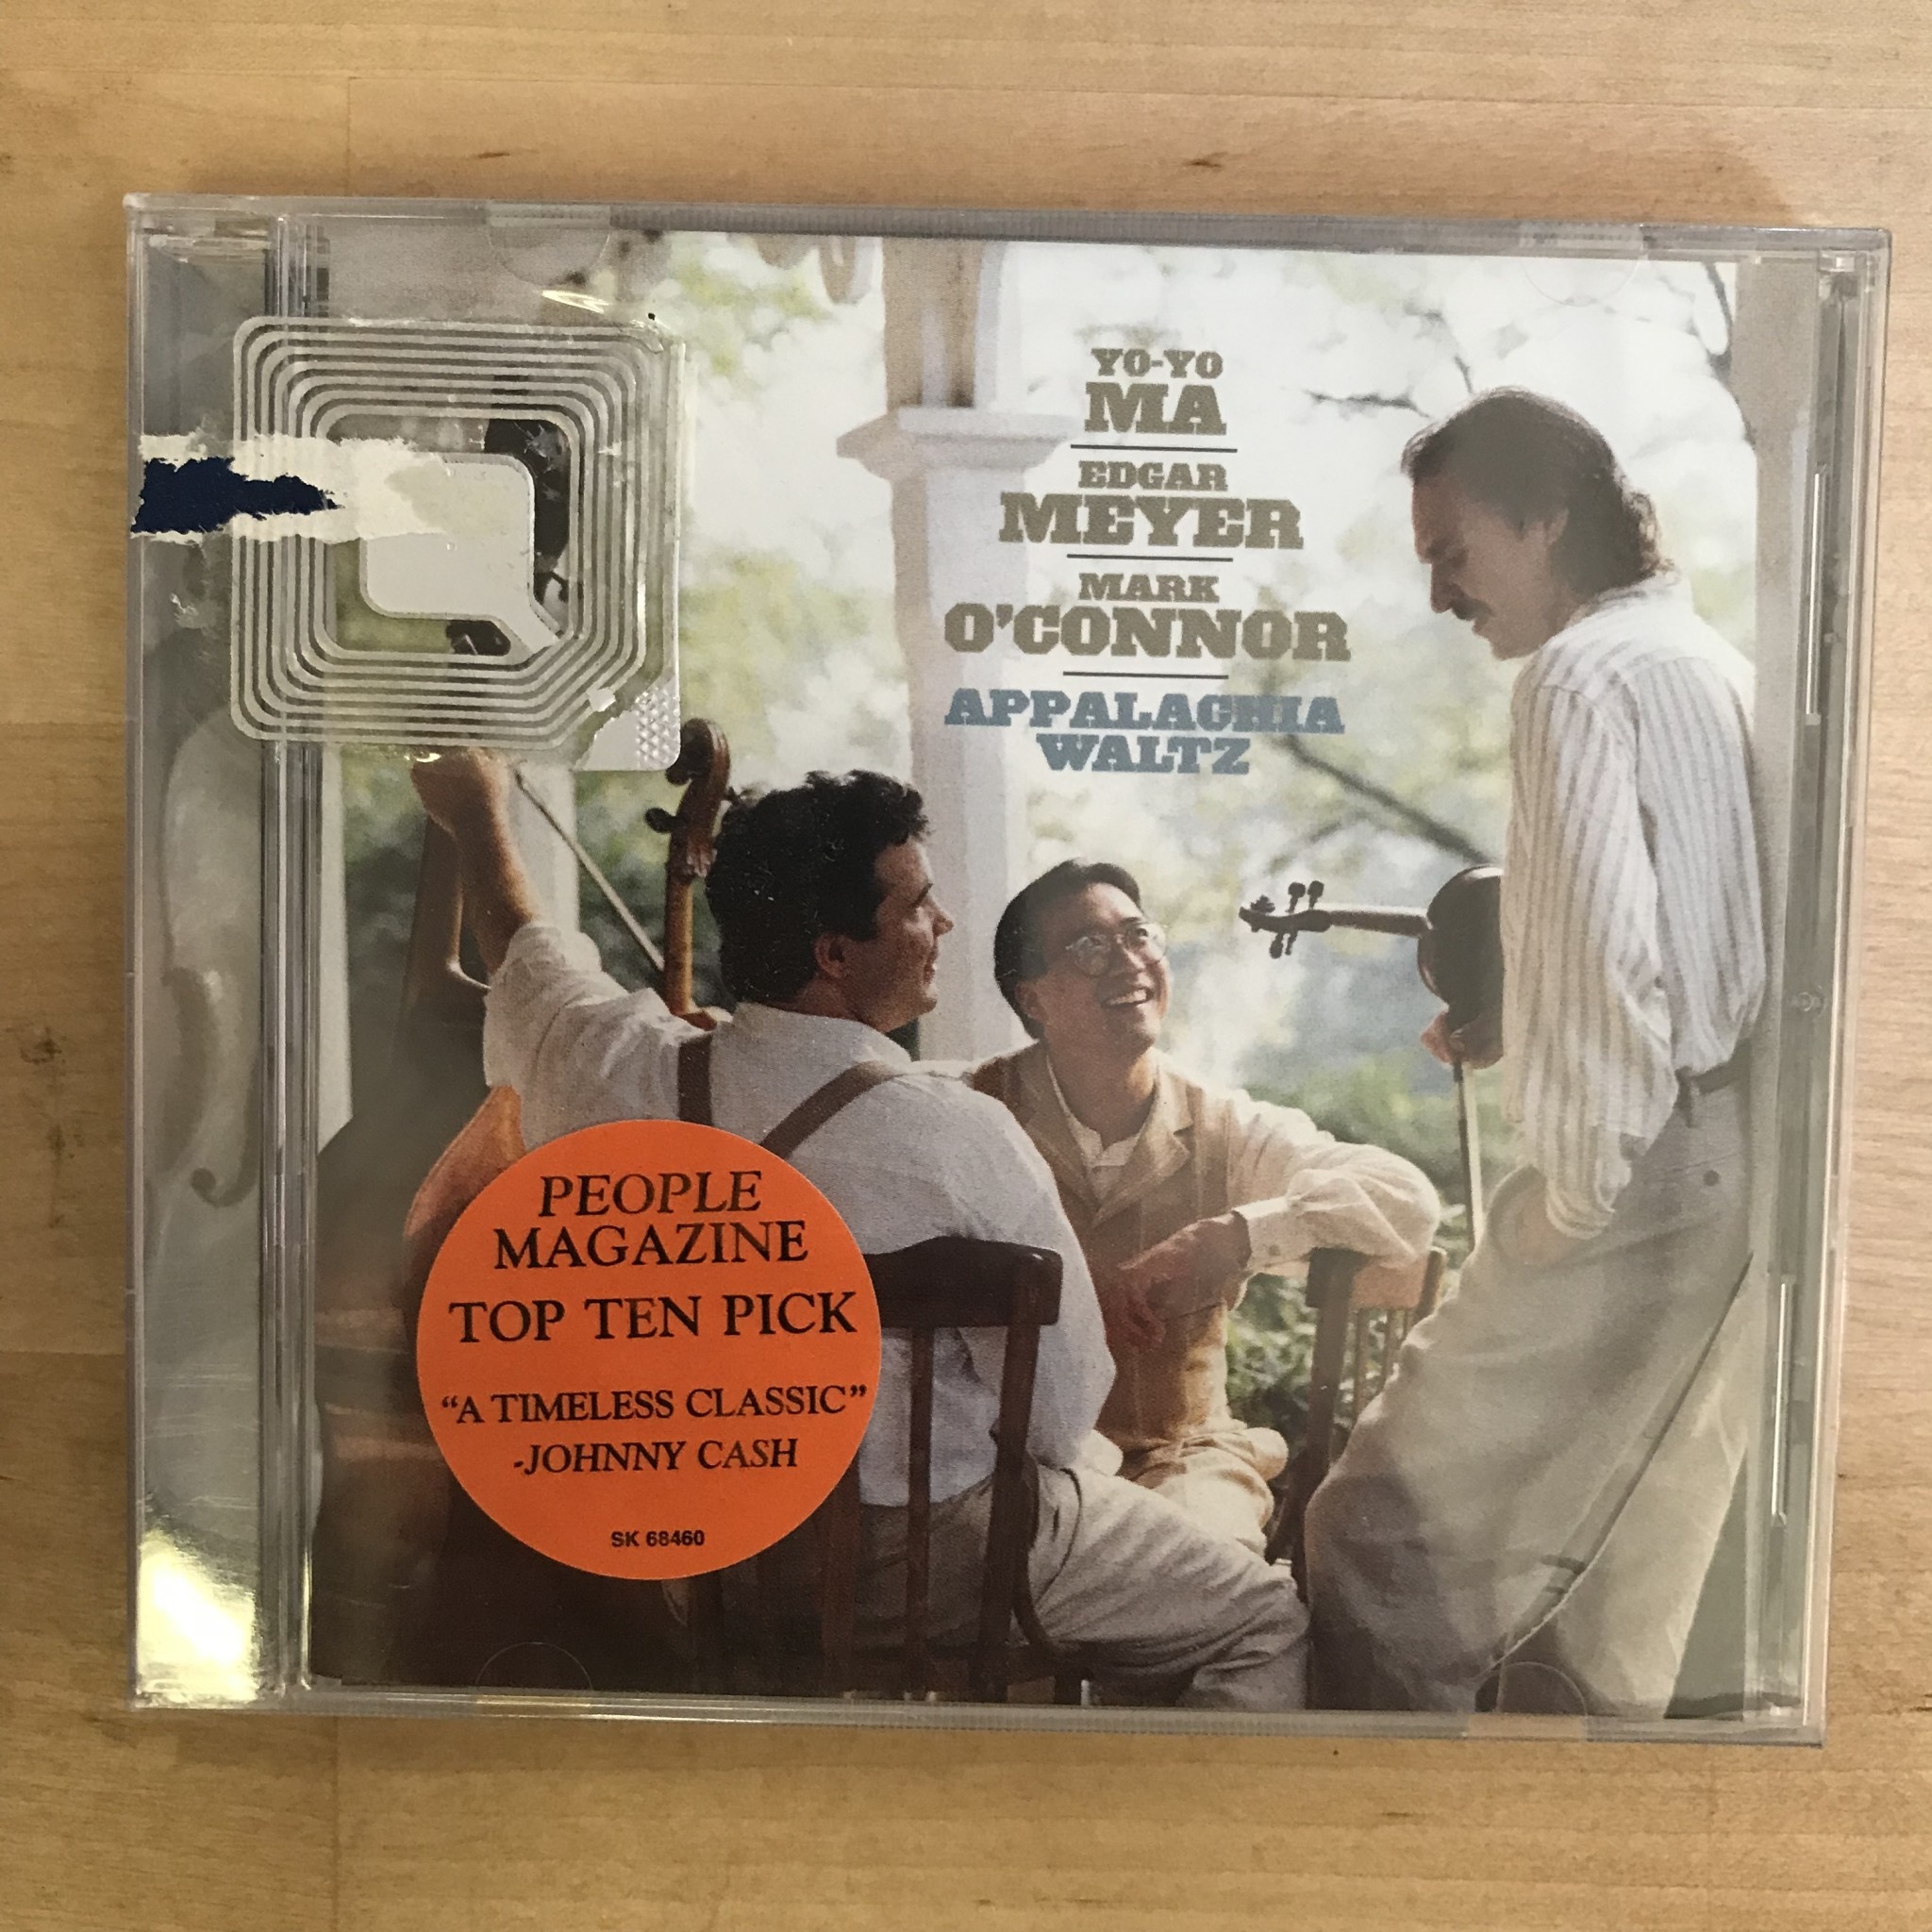 YO-YO
MA
EDGAR
MEYER
MARK
O'CONNOR
APPALACHIA
WALTZ
PEOPLE
MAGAZINE
TOP TEN PICK
“A TIMELESS CLASSIC”
-JOHNNY CASH
SK 68460